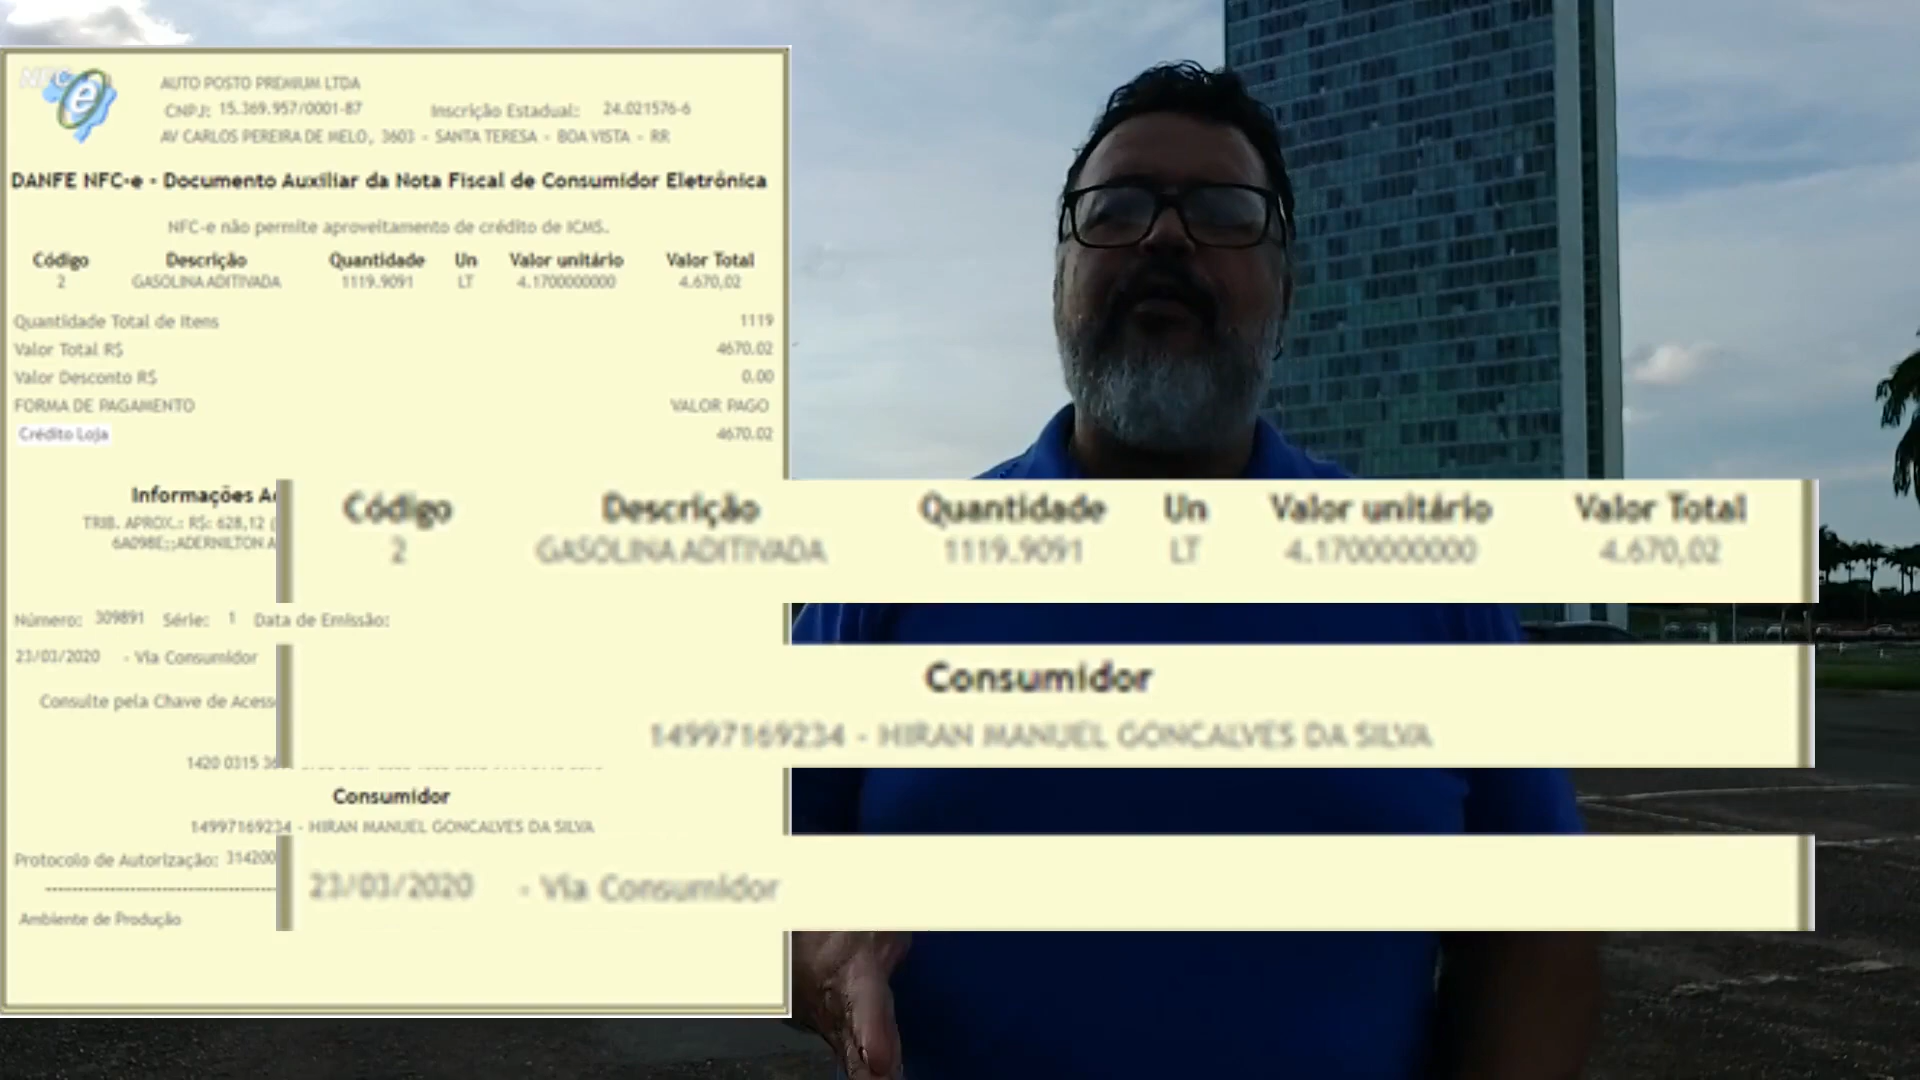 NFC e
AUTO POSTO PREMIUM LTDA
CNPJ: 15.369.957/0001-87 Inscrição Estadual: 24.021576-6
AV CARLOS PEREIRA DE MELO, 3603 - SANTA TERESA - BOA VISTA - RR
DANFE NFC-e - Documento Auxiliar da Nota Fiscal de Consumidor Eletrônica
NFC-e não permite aproveitamento de crédito de ICMS.
Código Descrição Quantidade Un Valor unitário Valor Total
2 GASOLINA ADITIVADA 1119.9091 LT 4.1700000000 4.670,02
Quantidade Total de Itens 1119
Valor Total R$ 4670.02
Valor Desconto R$ 0.00
FORMA DE PAGAMENTO VALOR PAGO
Crédito Loja 4670.02
Informações
TRIB. APROX.: R$: 628,12 (
6A098E;;ADERNILTON A
Código Descrição Quantidade Un Valor unitário Valor Total
2 GASOLINA ADITIVADA 1119.9091 LT 4.1700000000 4.670,02
Número: 309891 Série: 1 Data de Emissão:
23/03/2020 - Via Consumidor
Consulte pela Chave de Acess
1420 0315 36
Consumidor
14997169234 - HIRAN MANUEL GONCALVES DA SILVA
Consumidor
14997169234 - HIRAN MANUEL GONCALVES DA SILVA
Protocolo de Autorização: 314200
23/03/2020 - Via Consumidor
Ambiente de Produção